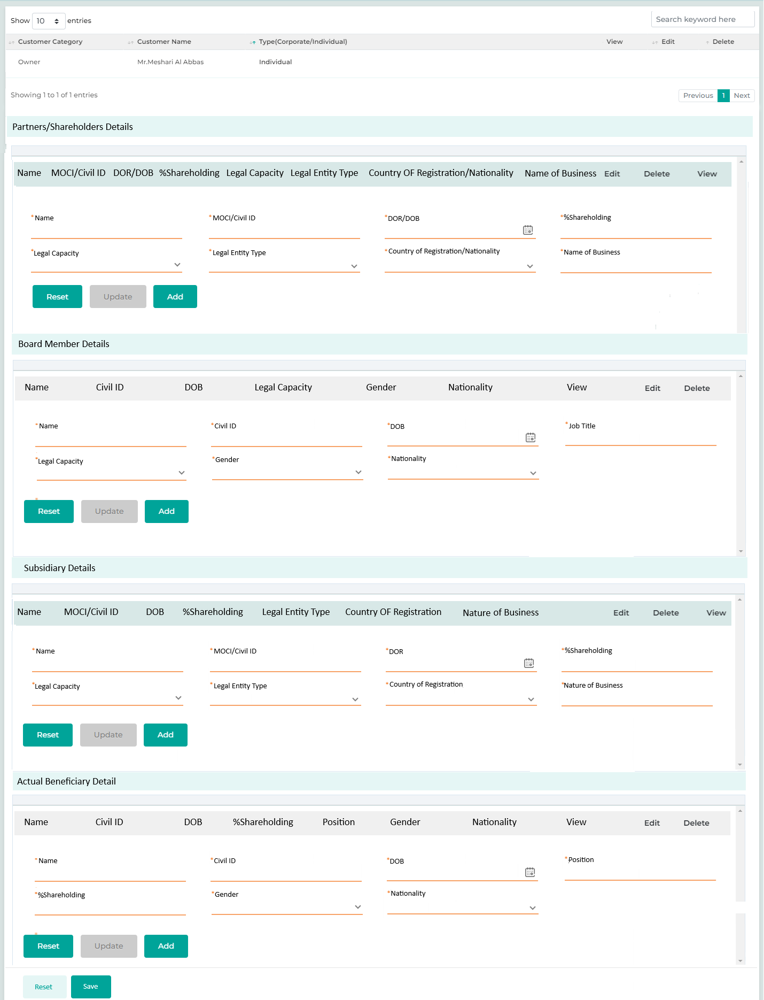 Show 10 entries Search keyword here
Customer Category Customer Name Type(Corporate/Individual) View Edit Delete
Owner Mr.Meshari Al Abbas Individual
Showing 1 to 1 of 1 entries Previous 1 Next
Partners/Shareholders Details
Name MOCI/Civil ID DOR/DOB %Shareholding Legal Capacity Legal Entity Type Country OF Registration/Nationality Name of Business Edit Delete View
*Name *MOCI/Civil ID *DOR/DOB *%Shareholding
*Legal Capacity *Legal Entity Type *Country of Registration/Nationality *Name of Business
Reset Update Add
Board Member Details
Name Civil ID DOB Legal Capacity Gender Nationality View Edit Delete
*Name *Civil ID *DOB *Job Title
*Legal Capacity *Gender *Nationality
Reset Update Add
Subsidiary Details
Name MOCI/Civil ID DOB %Shareholding Legal Entity Type Country OF Registration Nature of Business Edit Delete View
*Name *MOCI/Civil ID *DOR *%Shareholding
*Legal Capacity *Legal Entity Type *Country of Registration *Nature of Business
Reset Update Add
Actual Beneficiary Detail
Name Civil ID DOB %Shareholding Position Gender Nationality View Edit Delete
*Name *Civil ID *DOB *Position
*%Shareholding *Gender *Nationality
Reset Update Add
Reset Save